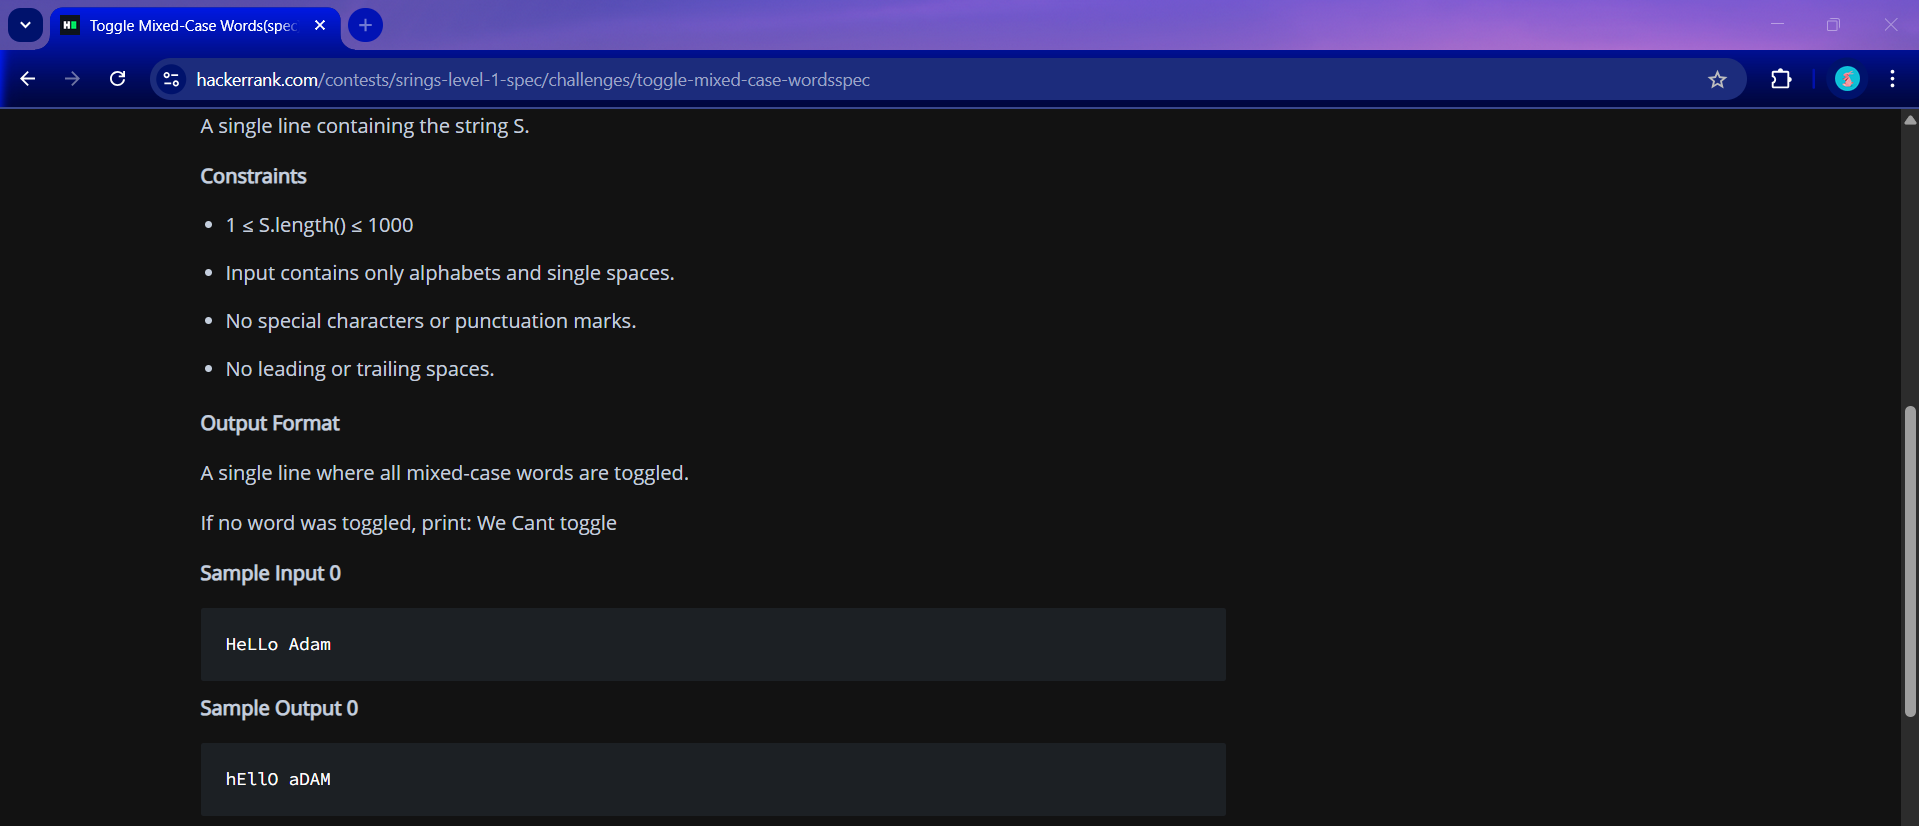 Toggle Mixed-Case Words(spec
hackerrank.com/contests/srings-level-1-spec/challenges/toggle-mixed-case-wordsspec
A single line containing the string S.
Constraints
1 ≤ S.length() ≤ 1000
Input contains only alphabets and single spaces.
No special characters or punctuation marks.
No leading or trailing spaces.
Output Format
A single line where all mixed-case words are toggled.
If no word was toggled, print: We Cant toggle
Sample Input 0
HeLLo Adam
Sample Output 0
hEllO aDAM